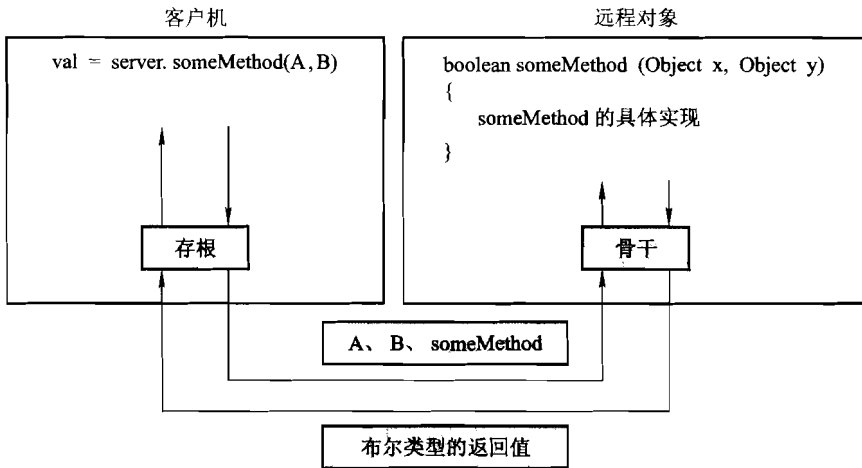 客户机
远程对象
val = server. someMethod(A,B)
boolean someMethod (Object x, Object y)
{
someMethod 的具体实现
}
存根
骨干
A、 B、 someMethod
布尔类型的返回值